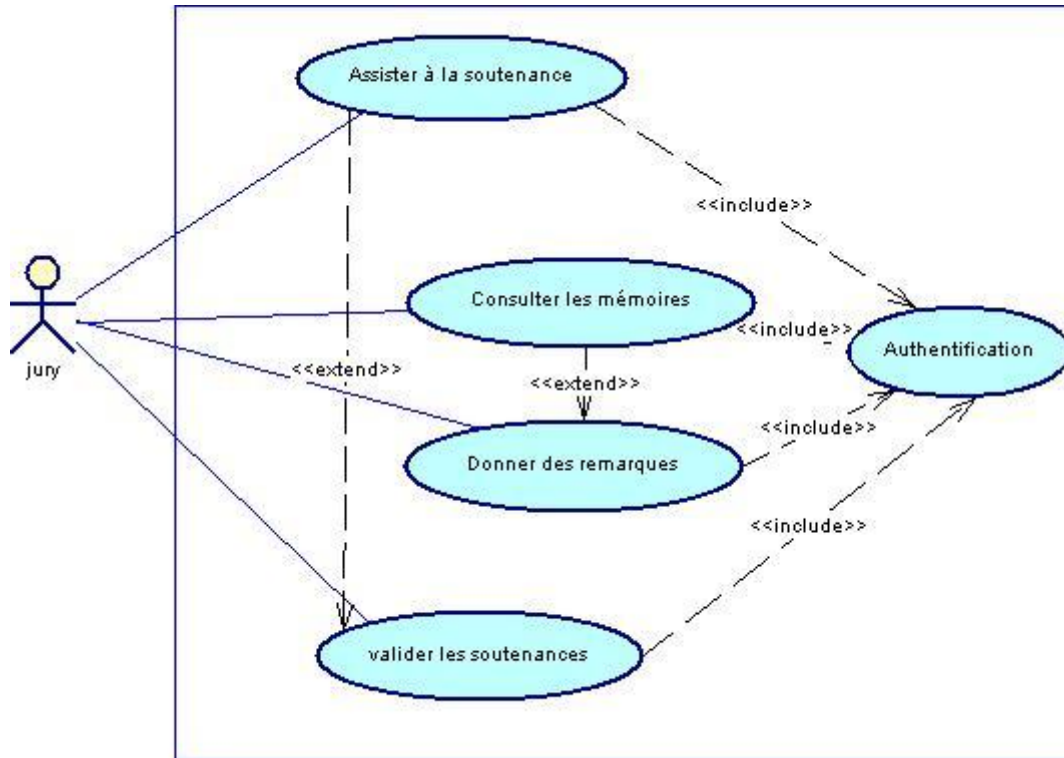 Assister à la soutenance
<<include>>
Consulter les mémoires
<<include>>
Authentification
jury
<<extend>>
<<extend>>
<<include>>
Donner des remarques
<<include>>
valider les soutenances